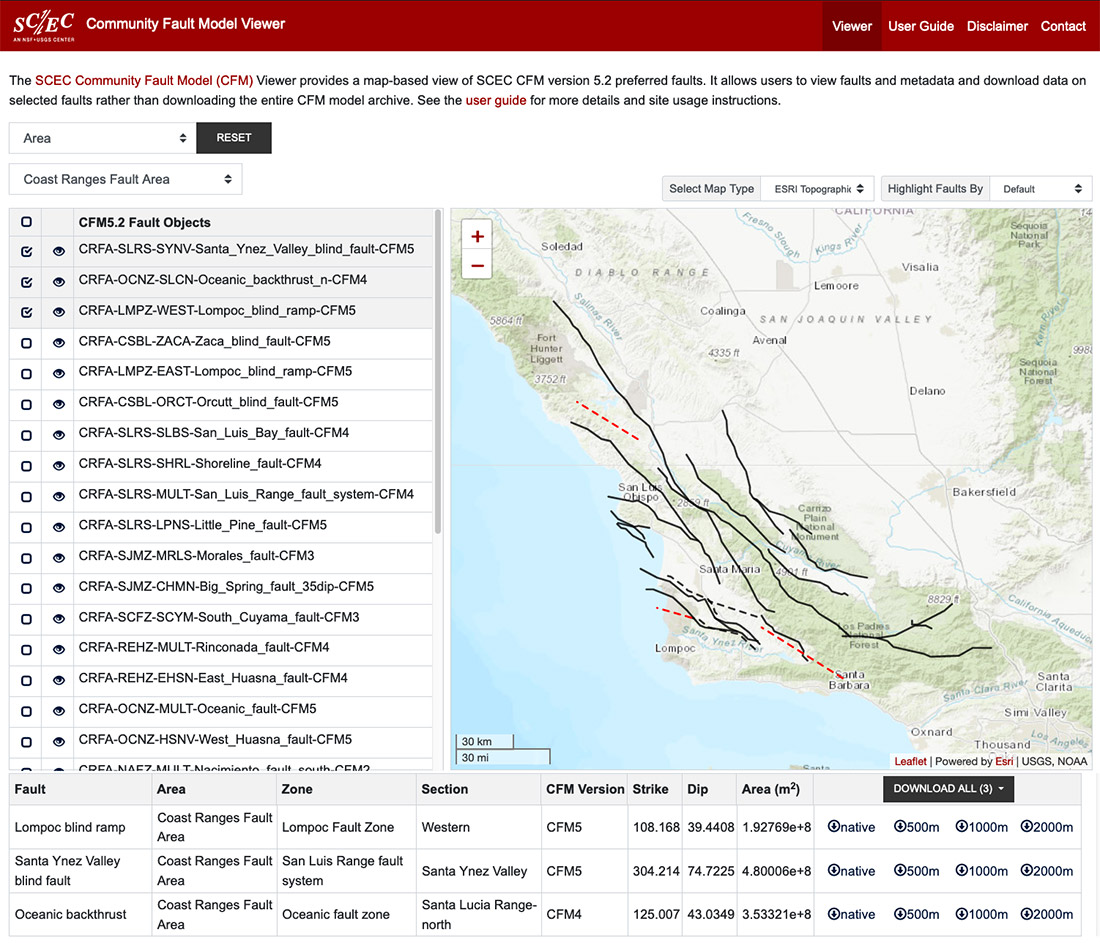 SC//EC
AN NSF+USGS CENTER
Community Fault Model Viewer
Viewer User Guide Disclaimer Contact
The SCEC Community Fault Model (CFM) Viewer provides a map-based view of SCEC CFM version 5.2 preferred faults. It allows users to view faults and metadata and download data on
selected faults rather than downloading the entire CFM model archive. See the user guide for more details and site usage instructions.
Area RESET
Coast Ranges Fault Area
Select Map Type ESRI Topographic Highlight Faults By Default
CFM5.2 Fault Objects
CRFA-SLRS-SYNV-Santa_Ynez_Valley_blind_fault-CFM5
CRFA-OCNZ-SLCN-Oceanic_backthrust_n-CFM4
CRFA-LMPZ-WEST-Lompoc_blind_ramp-CFM5
CRFA-CSBL-ZACA-Zaca_blind_fault-CFM5
CRFA-LMPZ-EAST-Lompoc_blind_ramp-CFM5
CRFA-CSBL-ORCT-Orcutt_blind_fault-CFM5
CRFA-SLRS-SLBS-San_Luis_Bay_fault-CFM4
CRFA-SLRS-SHRL-Shoreline_fault-CFM4
CRFA-SLRS-MULT-San_Luis_Range_fault_system-CFM4
CRFA-SLRS-LPNS-Little_Pine_fault-CFM5
CRFA-SJMZ-MRLS-Morales_fault-CFM3
CRFA-SJMZ-CHMN-Big_Spring_fault_35dip-CFM5
CRFA-SCFZ-SCYM-South_Cuyama_fault-CFM3
CRFA-REHZ-MULT-Rinconada_fault-CFM4
CRFA-REHZ-EHSN-East_Huasna_fault-CFM4
CRFA-OCNZ-MULT-Oceanic_fault-CFM5
CRFA-OCNZ-HSNV-West_Huasna_fault-CFM5
CRFA-NAFZ-MULT-Nacimiento_fault_south-CFM2
+
−
CALIFORNIA
14
Fresno Slough
Kings River
Sequoia
National
Park
Soledad
DIABLO RANGE
Visalia
Lemoore
Salinas River
Coalinga
SAN JOAQUIN VALLEY
5864 ft
Fort
Hunter
Liggett
Avenal
4335 ft
Kern River
998
3752 ft
Sequoia
National
Forest
Delano
San Luis
Obispo
2869 ft
Bakersfield
Carrizo
Plain
National
Monument
Cuyama River
Santa Maria
4901 ft
8829 ft
California Aqueduc
Los Padres
National
Forest
Santa Ynez River
Lompoc
Santa
Barbara
Santa
Clarita
Santa Clara River
Simi Valley
Oxnard
Thousand
Los Angeles
Santa
30 km
30 mi
Leaflet | Powered by Esri | USGS, NOAA
Fault Area Zone Section CFM Version Strike Dip Area (m²) DOWNLOAD ALL (3)
Lompoc blind ramp Coast Ranges Fault Area Lompoc Fault Zone Western CFM5 108.168 39.4408 1.92769e+8 native 500m 1000m 2000m
Santa Ynez Valley blind fault Coast Ranges Fault Area San Luis Range fault system Santa Ynez Valley CFM5 304.214 74.7225 4.80006e+8 native 500m 1000m 2000m
Oceanic backthrust Coast Ranges Fault Area Oceanic fault zone Santa Lucia Range-north CFM4 125.007 43.0349 3.53321e+8 native 500m 1000m 2000m